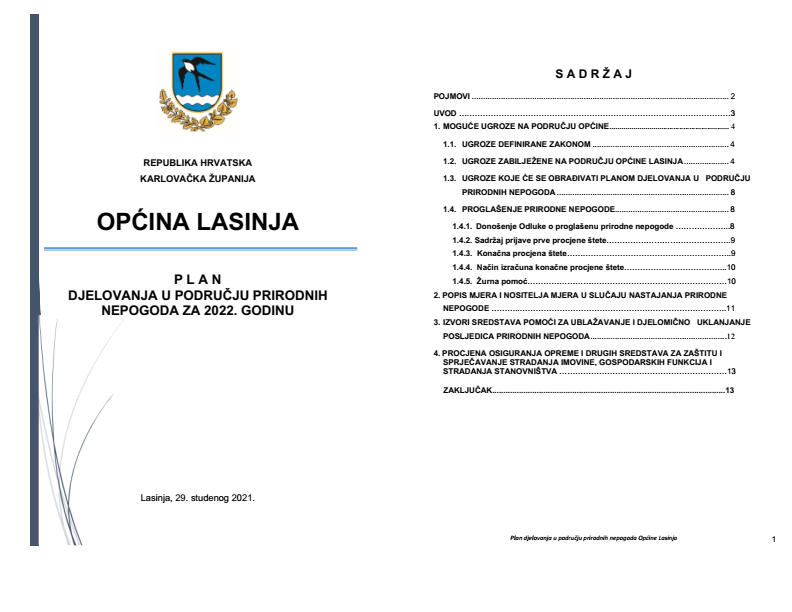 REPUBLIKA HRVATSKA
KARLOVAČKA ŽUPANIJA
OPĆINA LASINJA
P L A N
DJELOVANJA U PODRUČJU PRIRODNIH
NEPOGODA ZA 2022. GODINU
Lasinja, 29. studenog 2021.
S A D R Ž A J
POJMOVI ........................................................ 2
UVOD ........................................................3
1. MOGUĆE UGROZE NA PODRUČJU OPĆINE........................................................ 4
1.1. UGROZE DEFINIRANE ZAKONOM ........................................................ 4
1.2. UGROZE ZABILJEŽENE NA PODRUČJU OPĆINE LASINJA.................... 4
1.3. UGROZE KOJE ĆE SE OBRAĐIVATI PLANOM DJELOVANJA U PODRUČJU
PRIRODNIH NEPOGODA ........................................................ 8
1.4. PROGLAŠENJE PRIRODNE NEPOGODE.................................................... 8
1.4.1. Donošenje Odluke o proglašenu prirodne nepogode ....................8
1.4.2. Sadržaj prijave prve procjene štete........................................9
1.4.3. Konačna procjena štete........................................................9
1.4.4. Način izračuna konačne procjene štete....................................10
1.4.5. Žurna pomoć........................................................10
2. POPIS MJERA I NOSITELJA MJERA U SLUČAJU NASTAJANJA PRIRODNE
NEPOGODE ........................................................11
3. IZVORI SREDSTAVA POMOĆI ZA UBLAŽAVANJE I DJELOMIČNO UKLANJANJE
POSLJEDICA PRIRODNIH NEPOGODA........................................................12
4. PROCJENA OSIGURANJA OPREME I DRUGIH SREDSTAVA ZA ZAŠTITU I
SPRJEČAVANJE STRADANJA IMOVINE, GOSPODARSKIH FUNKCIJA I
STRADANJA STANOVNIŠTVA ........................................................13
ZAKLJUČAK........................................................13
Plan djelovanja u području prirodnih nepogoda Općine Lasinja
1